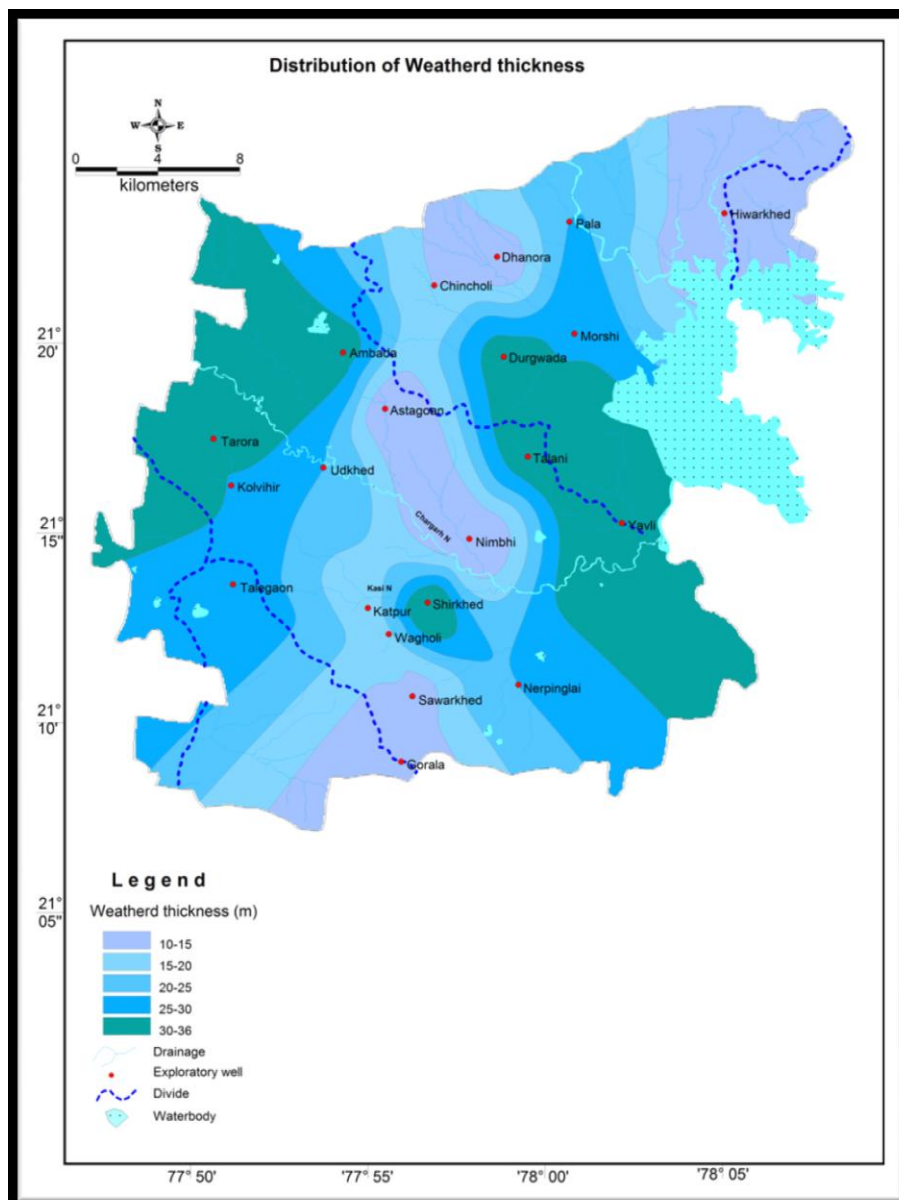 Distribution of Weatherd thickness
N
W E
S
0 4 8
kilometers
Hiwarkhed
Pala
Dhanora
Chincholi
21°
20'
Morshi
Ambada
Durgwada
Astagoan
Tarora
Talani
Udkhed
Kolvihir
21°
15"
Yavli
Chargarh N
Nimbhi
Talegaon
Kasi N
Shirkhed
Katpur
Wagholi
Nerpinglai
Sawarkhed
21°
10'
Gorala
Legend
Weatherd thickness (m)
21°
05"
10-15
15-20
20-25
25-30
30-36
Drainage
Exploratory well
Divide
Waterbody
77° 50' '77° 55' '78° 00' '78° 05'